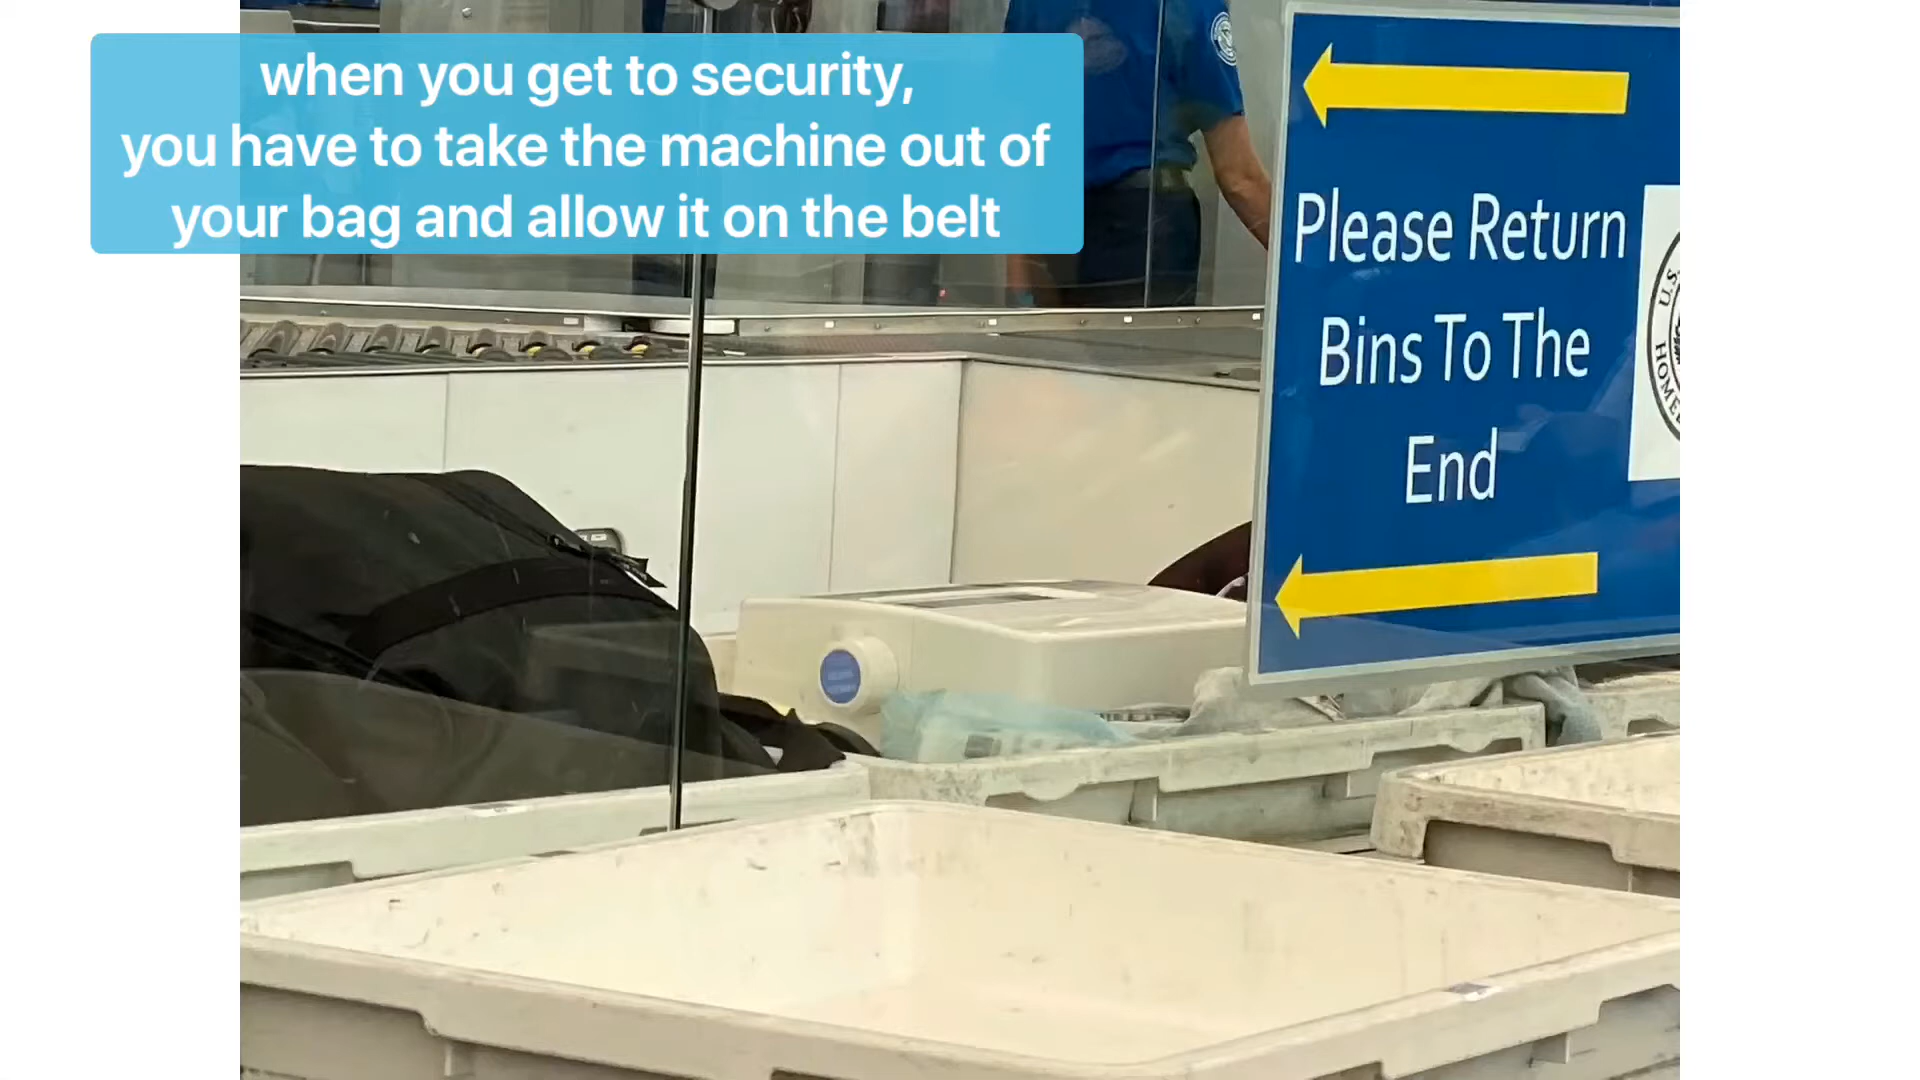 when you get to security,
you have to take the machine out of
your bag and allow it on the belt
Please Return
Bins To The
End
U.S.
HOME